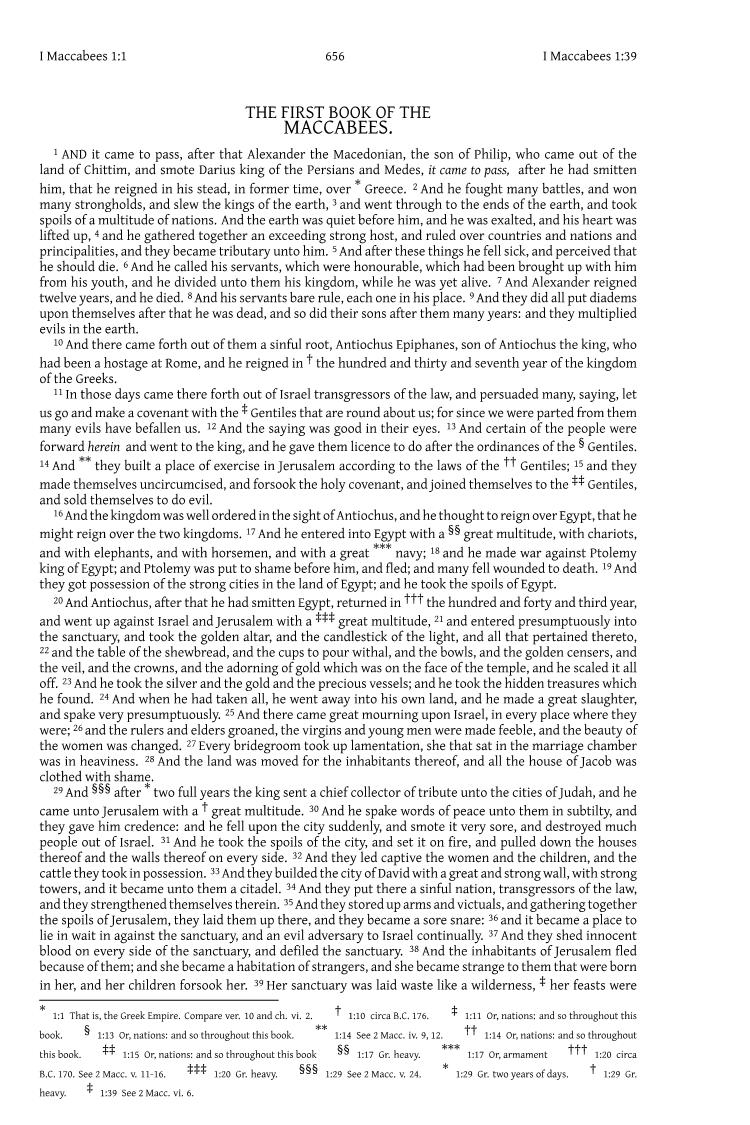 I Maccabees 1:1 656 I Maccabees 1:39
THE FIRST BOOK OF THE
MACCABEES.
1 AND it came to pass, after that Alexander the Macedonian, the son of Philip, who came out of the
land of Chittim, and smote Darius king of the Persians and Medes, it came to pass, after he had smitten
him, that he reigned in his stead, in former time, over * Greece. 2 And he fought many battles, and won
many strongholds, and slew the kings of the earth, 3 and went through to the ends of the earth, and took
spoils of a multitude of nations. And the earth was quiet before him, and he was exalted, and his heart was
lifted up, 4 and he gathered together an exceeding strong host, and ruled over countries and nations and
principalities, and they became tributary unto him. 5 And after these things he fell sick, and perceived that
he should die. 6 And he called his servants, which were honourable, which had been brought up with him
from his youth, and he divided unto them his kingdom, while he was yet alive. 7 And Alexander reigned
twelve years, and he died. 8 And his servants bare rule, each one in his place. 9 And they did all put diadems
upon themselves after that he was dead, and so did their sons after them many years: and they multiplied
evils in the earth.
10 And there came forth out of them a sinful root, Antiochus Epiphanes, son of Antiochus the king, who
had been a hostage at Rome, and he reigned in † the hundred and thirty and seventh year of the kingdom
of the Greeks.
11 In those days came there forth out of Israel transgressors of the law, and persuaded many, saying, let
us go and make a covenant with the ‡ Gentiles that are round about us; for since we were parted from them
many evils have befallen us. 12 And the saying was good in their eyes. 13 And certain of the people were
forward herein and went to the king, and he gave them licence to do after the ordinances of the § Gentiles.
14 And ** they built a place of exercise in Jerusalem according to the laws of the †† Gentiles; 15 and they
made themselves uncircumcised, and forsook the holy covenant, and joined themselves to the ‡‡ Gentiles,
and sold themselves to do evil.
16 And the kingdom was well ordered in the sight of Antiochus, and he thought to reign over Egypt, that he
might reign over the two kingdoms. 17 And he entered into Egypt with a §§ great multitude, with chariots,
and with elephants, and with horsemen, and with a great *** navy; 18 and he made war against Ptolemy
king of Egypt; and Ptolemy was put to shame before him, and fled; and many fell wounded to death. 19 And
they got possession of the strong cities in the land of Egypt; and he took the spoils of Egypt.
20 And Antiochus, after that he had smitten Egypt, returned in ††† the hundred and forty and third year,
and went up against Israel and Jerusalem with a ‡‡‡ great multitude, 21 and entered presumptuously into
the sanctuary, and took the golden altar, and the candlestick of the light, and all that pertained thereto,
22 and the table of the shewbread, and the cups to pour withal, and the bowls, and the golden censers, and
the veil, and the crowns, and the adorning of gold which was on the face of the temple, and he scaled it all
off. 23 And he took the silver and the gold and the precious vessels; and he took the hidden treasures which
he found. 24 And when he had taken all, he went away into his own land, and he made a great slaughter,
and spake very presumptuously. 25 And there came great mourning upon Israel, in every place where they
were; 26 and the rulers and elders groaned, the virgins and young men were made feeble, and the beauty of
the women was changed. 27 Every bridegroom took up lamentation, she that sat in the marriage chamber
was in heaviness. 28 And the land was moved for the inhabitants thereof, and all the house of Jacob was
clothed with shame.
29 And §§§ after * two full years the king sent a chief collector of tribute unto the cities of Judah, and he
came unto Jerusalem with a † great multitude. 30 And he spake words of peace unto them in subtilty, and
they gave him credence: and he fell upon the city suddenly, and smote it very sore, and destroyed much
people out of Israel. 31 And he took the spoils of the city, and set it on fire, and pulled down the houses
thereof and the walls thereof on every side. 32 And they led captive the women and the children, and the
cattle they took in possession. 33 And they builded the city of David with a great and strong wall, with strong
towers, and it became unto them a citadel. 34 And they put there a sinful nation, transgressors of the law,
and they strengthened themselves therein. 35 And they stored up arms and victuals, and gathering together
the spoils of Jerusalem, they laid them up there, and they became a sore snare: 36 and it became a place to
lie in wait in against the sanctuary, and an evil adversary to Israel continually. 37 And they shed innocent
blood on every side of the sanctuary, and defiled the sanctuary. 38 And the inhabitants of Jerusalem fled
because of them; and she became a habitation of strangers, and she became strange to them that were born
in her, and her children forsook her. 39 Her sanctuary was laid waste like a wilderness, ‡ her feasts were
* 1:1 That is, the Greek Empire. Compare ver. 10 and ch. vi. 2. † 1:10 circa B.C. 176. ‡ 1:11 Or, nations: and so throughout this
book. § 1:13 Or, nations: and so throughout this book. ** 1:14 See 2 Macc. iv. 9, 12. †† 1:14 Or, nations: and so throughout
this book. ‡‡ 1:15 Or, nations: and so throughout this book §§ 1:17 Gr. heavy. *** 1:17 Or, armament ††† 1:20 circa
B.C. 170. See 2 Macc. v. 11-16. ‡‡‡ 1:20 Gr. heavy. §§§ 1:29 See 2 Macc. v. 24. * 1:29 Gr. two years of days. † 1:29 Gr.
heavy. ‡ 1:39 See 2 Macc. vi. 6.